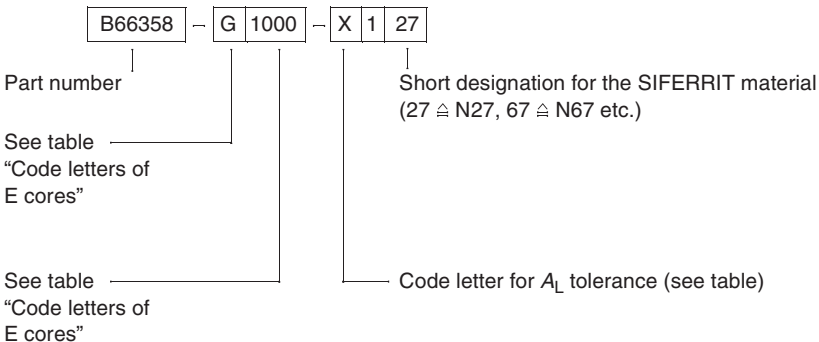 B66358 – G 1000 – X 1 27
Part number
Short designation for the SIFERRIT material
(27 ≙ N27, 67 ≙ N67 etc.)
See table
“Code letters of
E cores”
See table
“Code letters of
E cores”
Code letter for AL tolerance (see table)